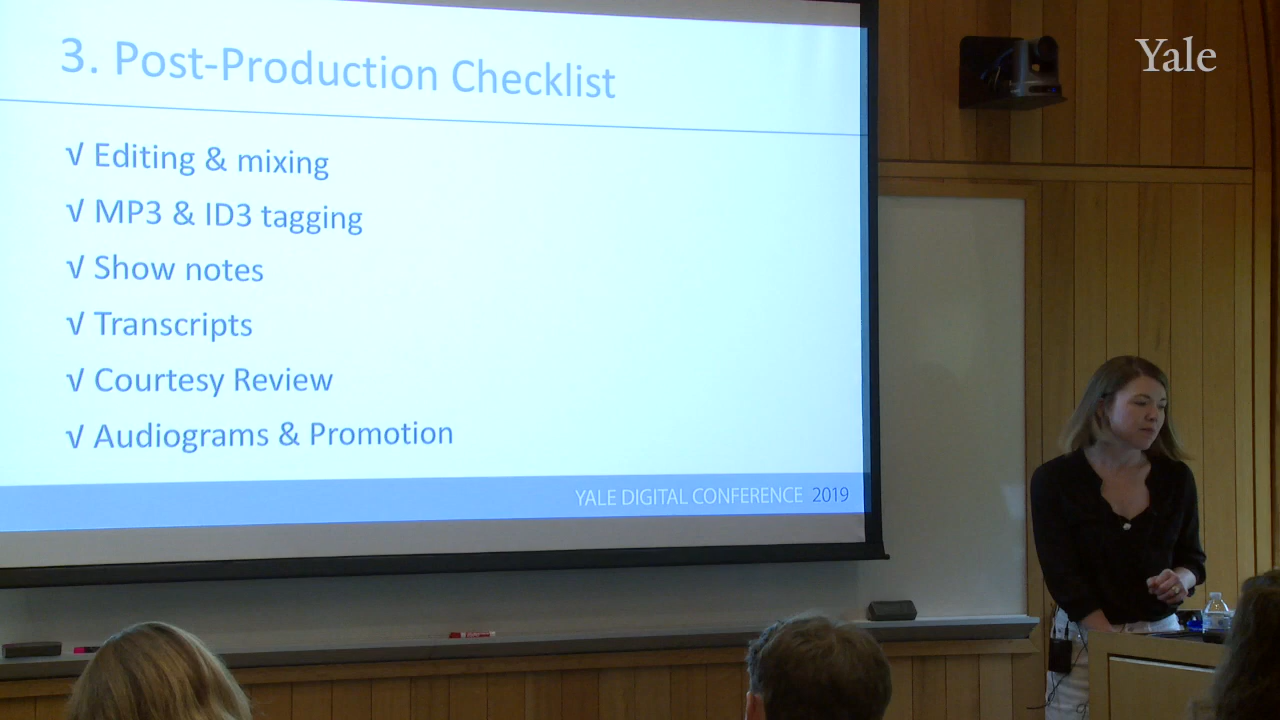 Yale
3. Post-Production Checklist
√ Editing & mixing
√ MP3 & ID3 tagging
√ Show notes
√ Transcripts
√ Courtesy Review
√ Audiograms & Promotion
YALE DIGITAL CONFERENCE 2019